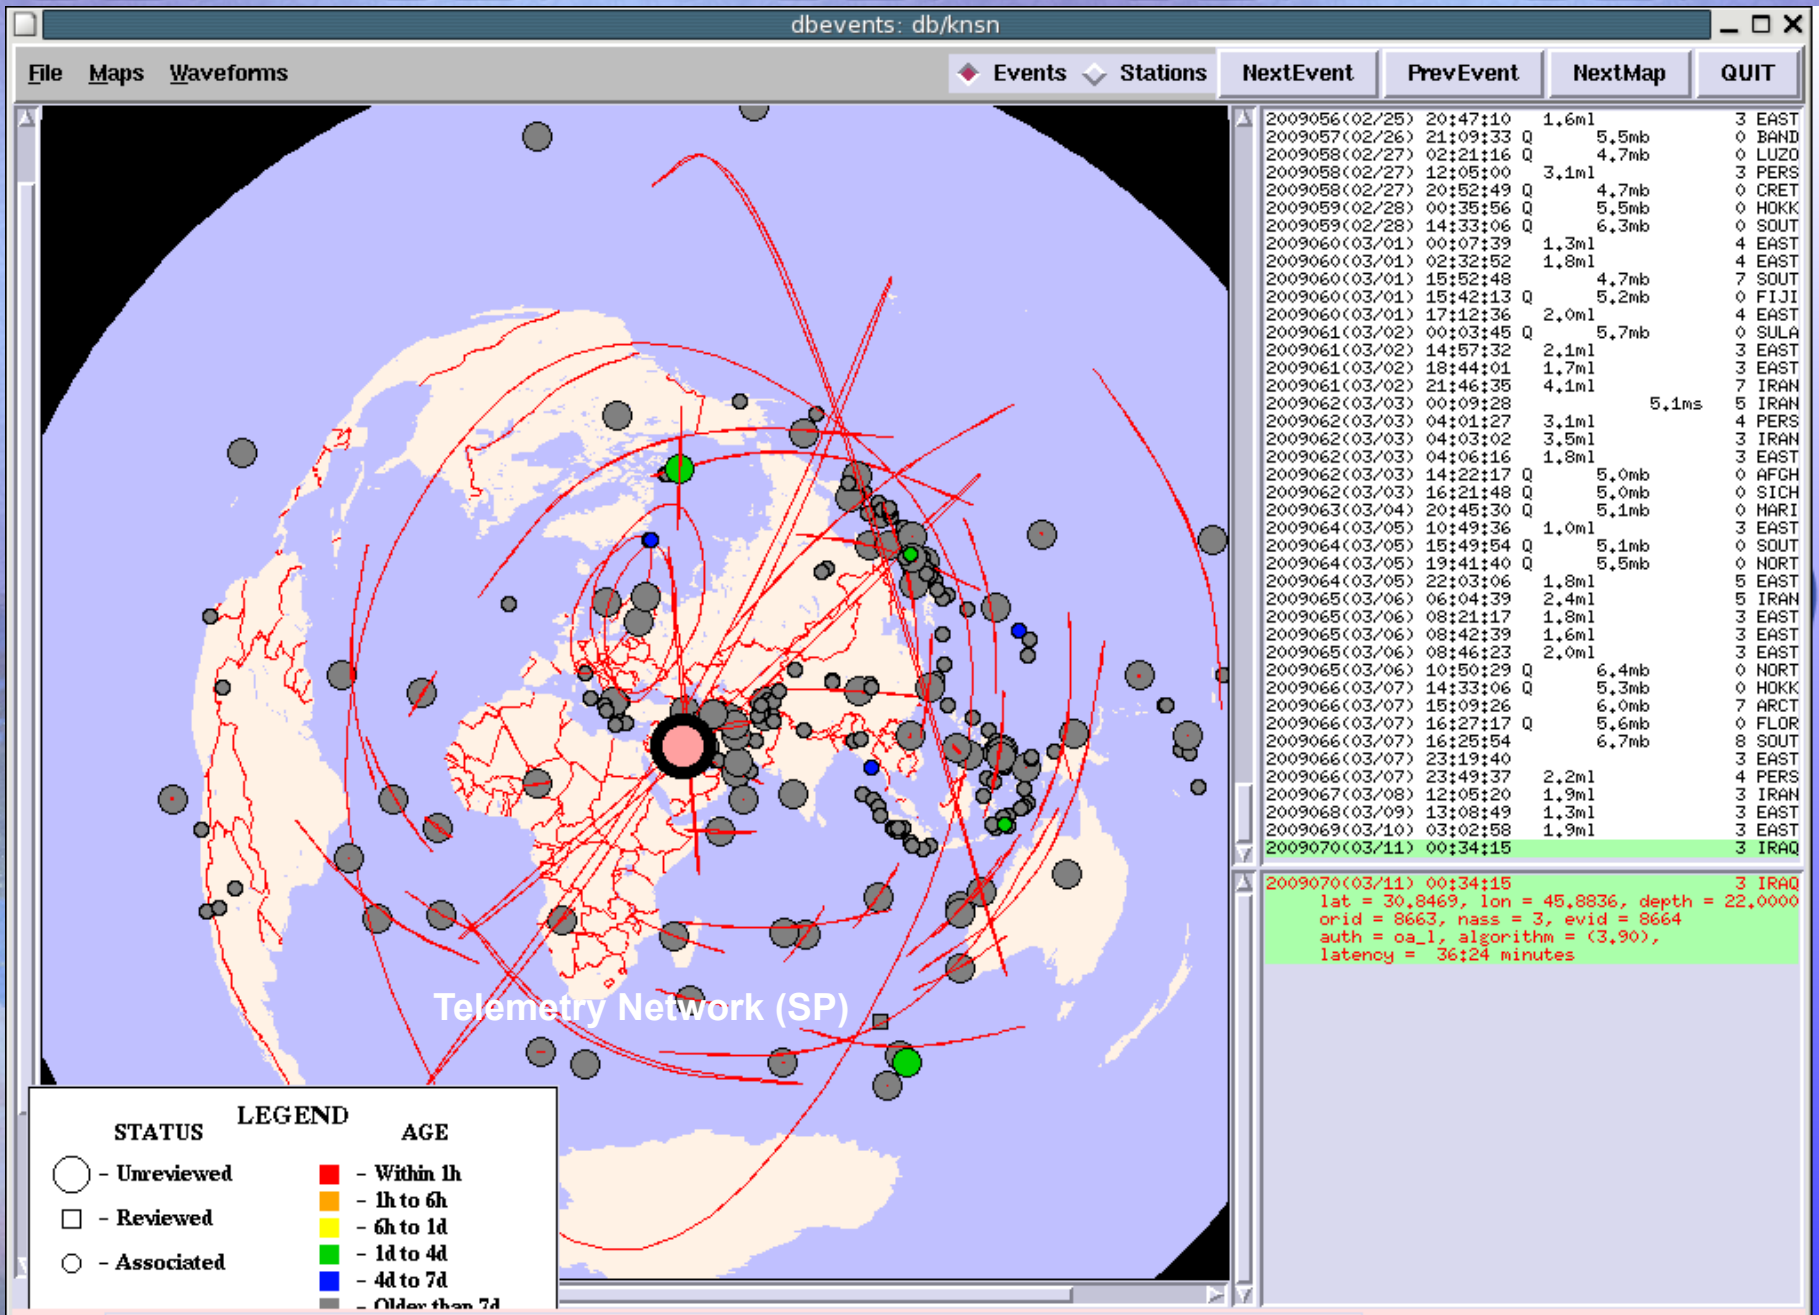 dbevents: db/knsn
File Maps Waveforms Events Stations NextEvent PrevEvent NextMap QUIT
2009056(02/25) 20:47:10 1.6ml 3 EAST
2009057(02/26) 21:09:33 Q 5.5mb 0 BAND
2009058(02/27) 02:21:16 Q 4.7mb 0 LUZO
2009058(02/27) 12:05:00 3.1ml 3 PERS
2009058(02/27) 20:52:49 Q 4.7mb 0 CRET
2009059(02/28) 00:35:56 Q 5.5mb 0 HOKK
2009059(02/28) 14:33:06 Q 6.3mb 0 SOUT
2009060(03/01) 00:07:39 1.3ml 4 EAST
2009060(03/01) 02:32:52 1.8ml 4 EAST
2009060(03/01) 15:52:48 4.7mb 7 SOUT
2009060(03/01) 15:42:13 Q 5.2mb 0 FIJI
2009060(03/01) 17:12:36 2.0ml 4 EAST
2009061(03/02) 00:03:45 Q 5.7mb 0 SULA
2009061(03/02) 14:57:32 2.1ml 3 EAST
2009061(03/02) 18:44:01 1.7ml 3 EAST
2009061(03/02) 21:46:35 4.1ml 7 IRAN
2009062(03/03) 00:09:28 5.1ms 5 IRAN
2009062(03/03) 04:01:27 3.1ml 4 PERS
2009062(03/03) 04:03:02 3.5ml 3 IRAN
2009062(03/03) 04:06:16 1.8ml 3 EAST
2009062(03/03) 14:22:17 Q 5.0mb 0 AFGH
2009062(03/03) 16:21:48 Q 5.0mb 0 SICH
2009063(03/04) 20:45:30 Q 5.1mb 0 MARI
2009064(03/05) 10:49:36 1.0ml 3 EAST
2009064(03/05) 15:49:54 Q 5.1mb 0 SOUT
2009064(03/05) 19:41:40 Q 5.5mb 0 NORT
2009064(03/05) 22:03:06 1.8ml 5 EAST
2009065(03/06) 06:04:39 2.4ml 5 IRAN
2009065(03/06) 08:21:17 1.8ml 3 EAST
2009065(03/06) 08:42:39 1.6ml 3 EAST
2009065(03/06) 08:46:23 2.0ml 3 EAST
2009065(03/06) 10:50:29 Q 6.4mb 0 NORT
2009066(03/07) 14:33:06 Q 5.3mb 0 HOKK
2009066(03/07) 15:09:26 6.0mb 7 ARCT
2009066(03/07) 16:27:17 Q 5.6mb 0 FLOR
2009066(03/07) 16:25:54 6.7mb 8 SOUT
2009066(03/07) 23:19:40 3 EAST
2009066(03/07) 23:49:37 2.2ml 4 PERS
2009067(03/08) 12:05:20 1.9ml 3 IRAN
2009068(03/09) 13:08:49 1.3ml 3 EAST
2009069(03/10) 03:02:58 1.9ml 3 EAST
2009070(03/11) 00:34:15 3 IRAQ
2009070(03/11) 00:34:15 3 IRAQ
lat = 30.8469, lon = 45.8836, depth = 22.0000
orid = 8663, nass = 3, evid = 8664
auth = oa_l, algorithm = (3.90),
latency = 36:24 minutes
Telemetry Network (SP)
LEGEND
STATUS AGE
- Unreviewed - Within 1h
- 1h to 6h
- Reviewed - 6h to 1d
- 1d to 4d
- Associated - 4d to 7d
- Older than 7d